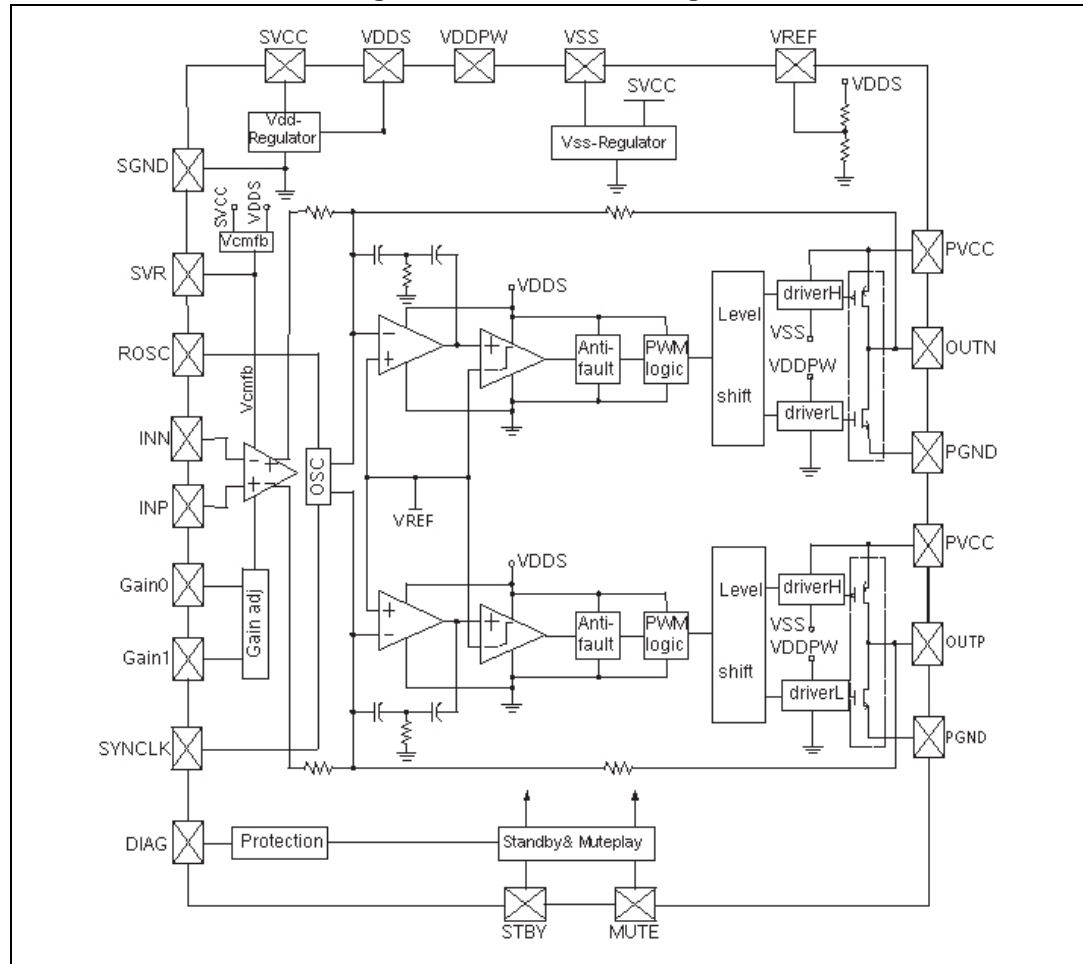 SVCC VDDS VDDPW VSS VREF
SVCC
VDDS
Vdd-
Regulator
Vss-Regulator
SGND
SVCC
VDDS
Vcmfb
SVR
PVCC
VDDS
driverH
Level
shift
VSS
ROSC
Anti-
fault
PWM
logic
OUTN
VDDPW
Vcmfb
driverL
INN
PGND
OSC
INP
VREF
PVCC
VDDS
Level
shift
driverH
Gain0
Gain adj
Anti-
fault
PWM
logic
VSS
VDDPW
OUTP
Gain1
driverL
SYNCLK
PGND
DIAG
Protection
Standby& Muteplay
STBY MUTE